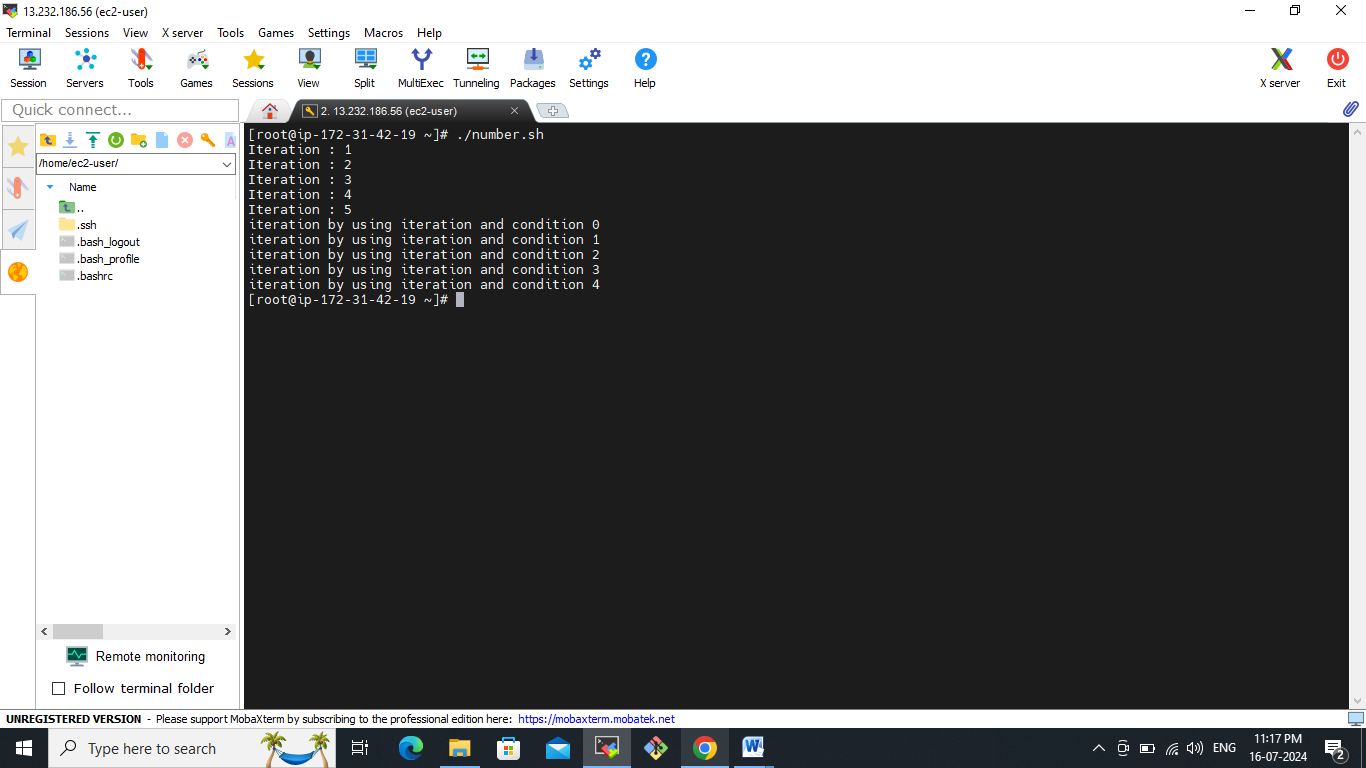 13.232.186.56 (ec2-user)
Terminal Sessions View X server Tools Games Settings Macros Help
Session Servers Tools Games Sessions View Split MultiExec Tunneling Packages Settings Help X server Exit
Quick connect...
2. 13.232.186.56 (ec2-user)
/home/ec2-user/
Name
..
.ssh
.bash_logout
.bash_profile
.bashrc
[root@ip-172-31-42-19 ~]# ./number.sh
Iteration : 1
Iteration : 2
Iteration : 3
Iteration : 4
Iteration : 5
iteration by using iteration and condition 0
iteration by using iteration and condition 1
iteration by using iteration and condition 2
iteration by using iteration and condition 3
iteration by using iteration and condition 4
[root@ip-172-31-42-19 ~]#
Remote monitoring
Follow terminal folder
UNREGISTERED VERSION - Please support MobaXterm by subscribing to the professional edition here: https://mobaxterm.mobatek.net
Type here to search
ENG
11:17 PM
16-07-2024
2